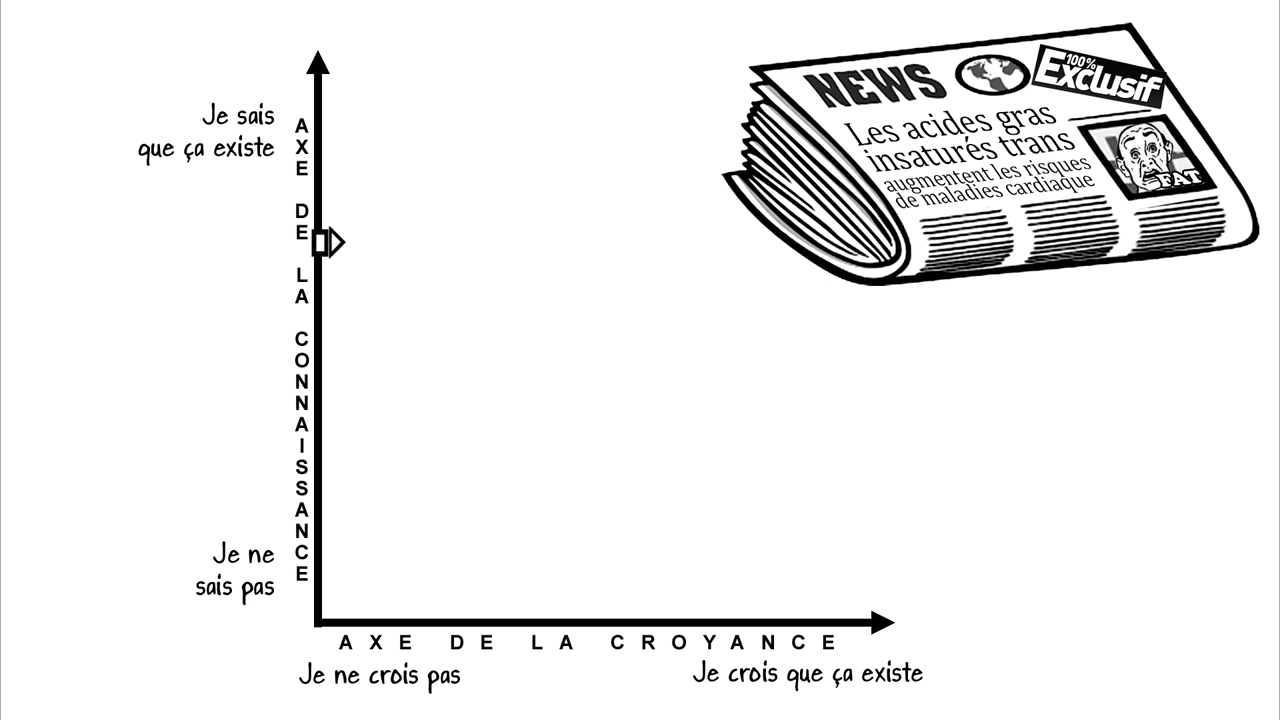 NEWS
100%
Exclusif
Les acides gras
insaturés trans
augmentent les risques
de maladies cardiaque
FAT
Je sais
que ça existe
AXE DE LA CONNAISSANCE
Je ne
sais pas
AXE DE LA CROYANCE
Je ne crois pas
Je crois que ça existe